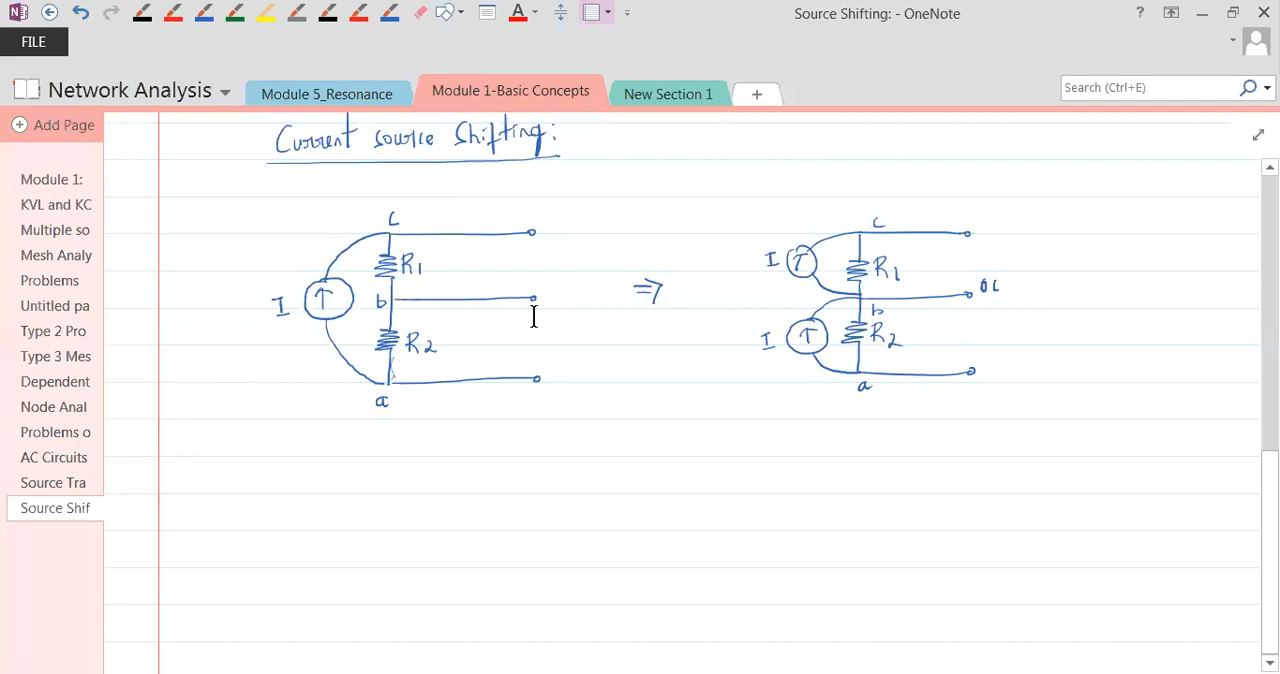 Source Shifting: - OneNote
?
FILE
Network Analysis
Module 5_Resonance
Module 1-Basic Concepts
New Section 1
+
Search (Ctrl+E)
Add Page
Module 1:
KVL and KC
Multiple so
Mesh Analy
Problems
Untitled pa
Type 2 Pro
Type 3 Mes
Dependent
Node Anal
Problems o
AC Circuits
Source Tra
Source Shif
Current source Shifting:
c
R1
I
b
R2
a
⇒
c
I
R1
b
I
R2
a